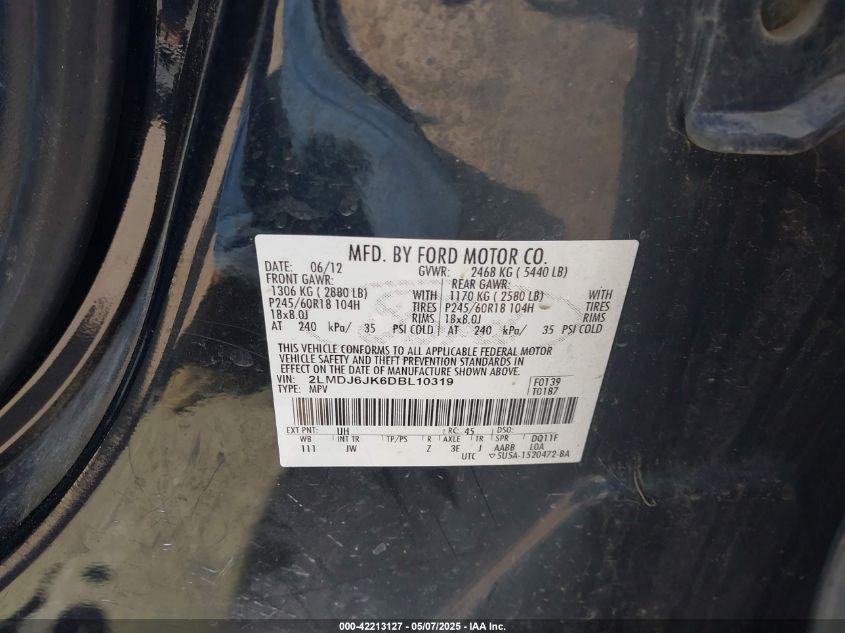 MFD. BY FORD MOTOR CO.
DATE: 06/12 GVWR: 2468 KG ( 5440 LB)
FRONT GAWR: REAR GAWR:
1306 KG ( 2880 LB) WITH 1170 KG ( 2580 LB) WITH
P245/60R18 104H TIRES P245/60R18 104H TIRES
18x8.0J RIMS 18x8.0J RIMS
AT 240 kPa/ 35 PSI COLD AT 240 kPa/ 35 PSI COLD
THIS VEHICLE CONFORMS TO ALL APPLICABLE FEDERAL MOTOR
VEHICLE SAFETY AND THEFT PREVENTION STANDARDS IN
EFFECT ON THE DATE OF MANUFACTURE SHOWN ABOVE.
VIN: 2LMDJ6JK6DBL10319 F0139
TYPE: MPV T0187
EXT PNT: UH RC: 45 DSO:
WB INT TR TP/PS R AXLE TR SPR DQ11F
111 JW Z 3E J AABB LOA
UTC 5U5A-1520472-BA
000-42213127 - 05/07/2025 - IAA Inc.